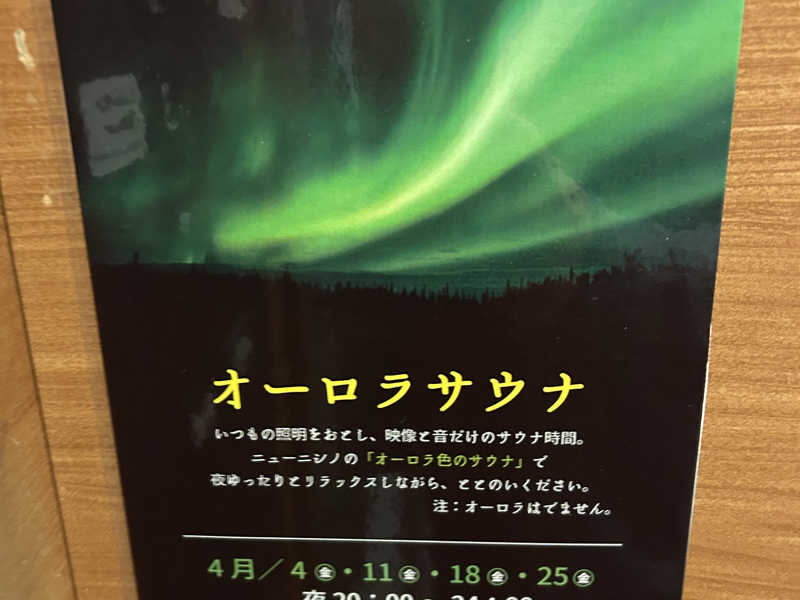 オーロラサウナ
いつもの照明をおとし、映像と音だけのサウナ時間。
ニューニシノの「オーロラ色のサウナ」で
夜ゆったりとリラックスしながら、ととのいください。
注：オーロラはでません。
4月／4㊎・11㊎・18㊎・25㊎